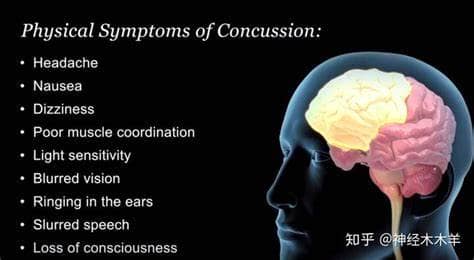 Physical Symptoms of Concussion:
• Headache
• Nausea
• Dizziness
• Poor muscle coordination
• Light sensitivity
• Blurred vision
• Ringing in the ears
• Slurred speech
• Loss of consciousness
知乎 @神经木木羊